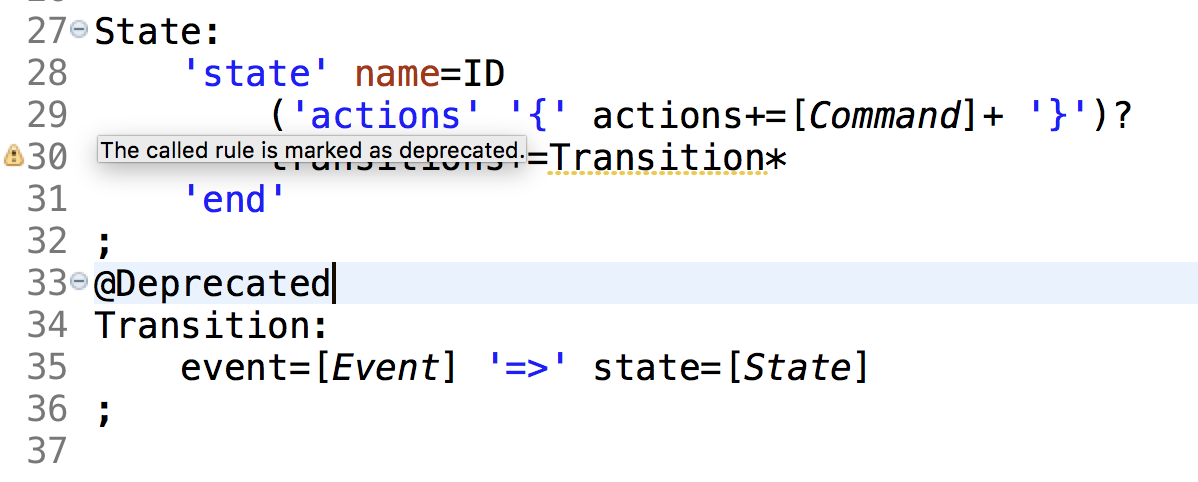 27 State:
28 'state' name=ID
29 ('actions' '{' actions+=[Command]+ '}')?
The called rule is marked as deprecated.
30 =Transition*
31 'end'
32 ;
33 @Deprecated
34 Transition:
35 event=[Event] '=>' state=[State]
36 ;
37